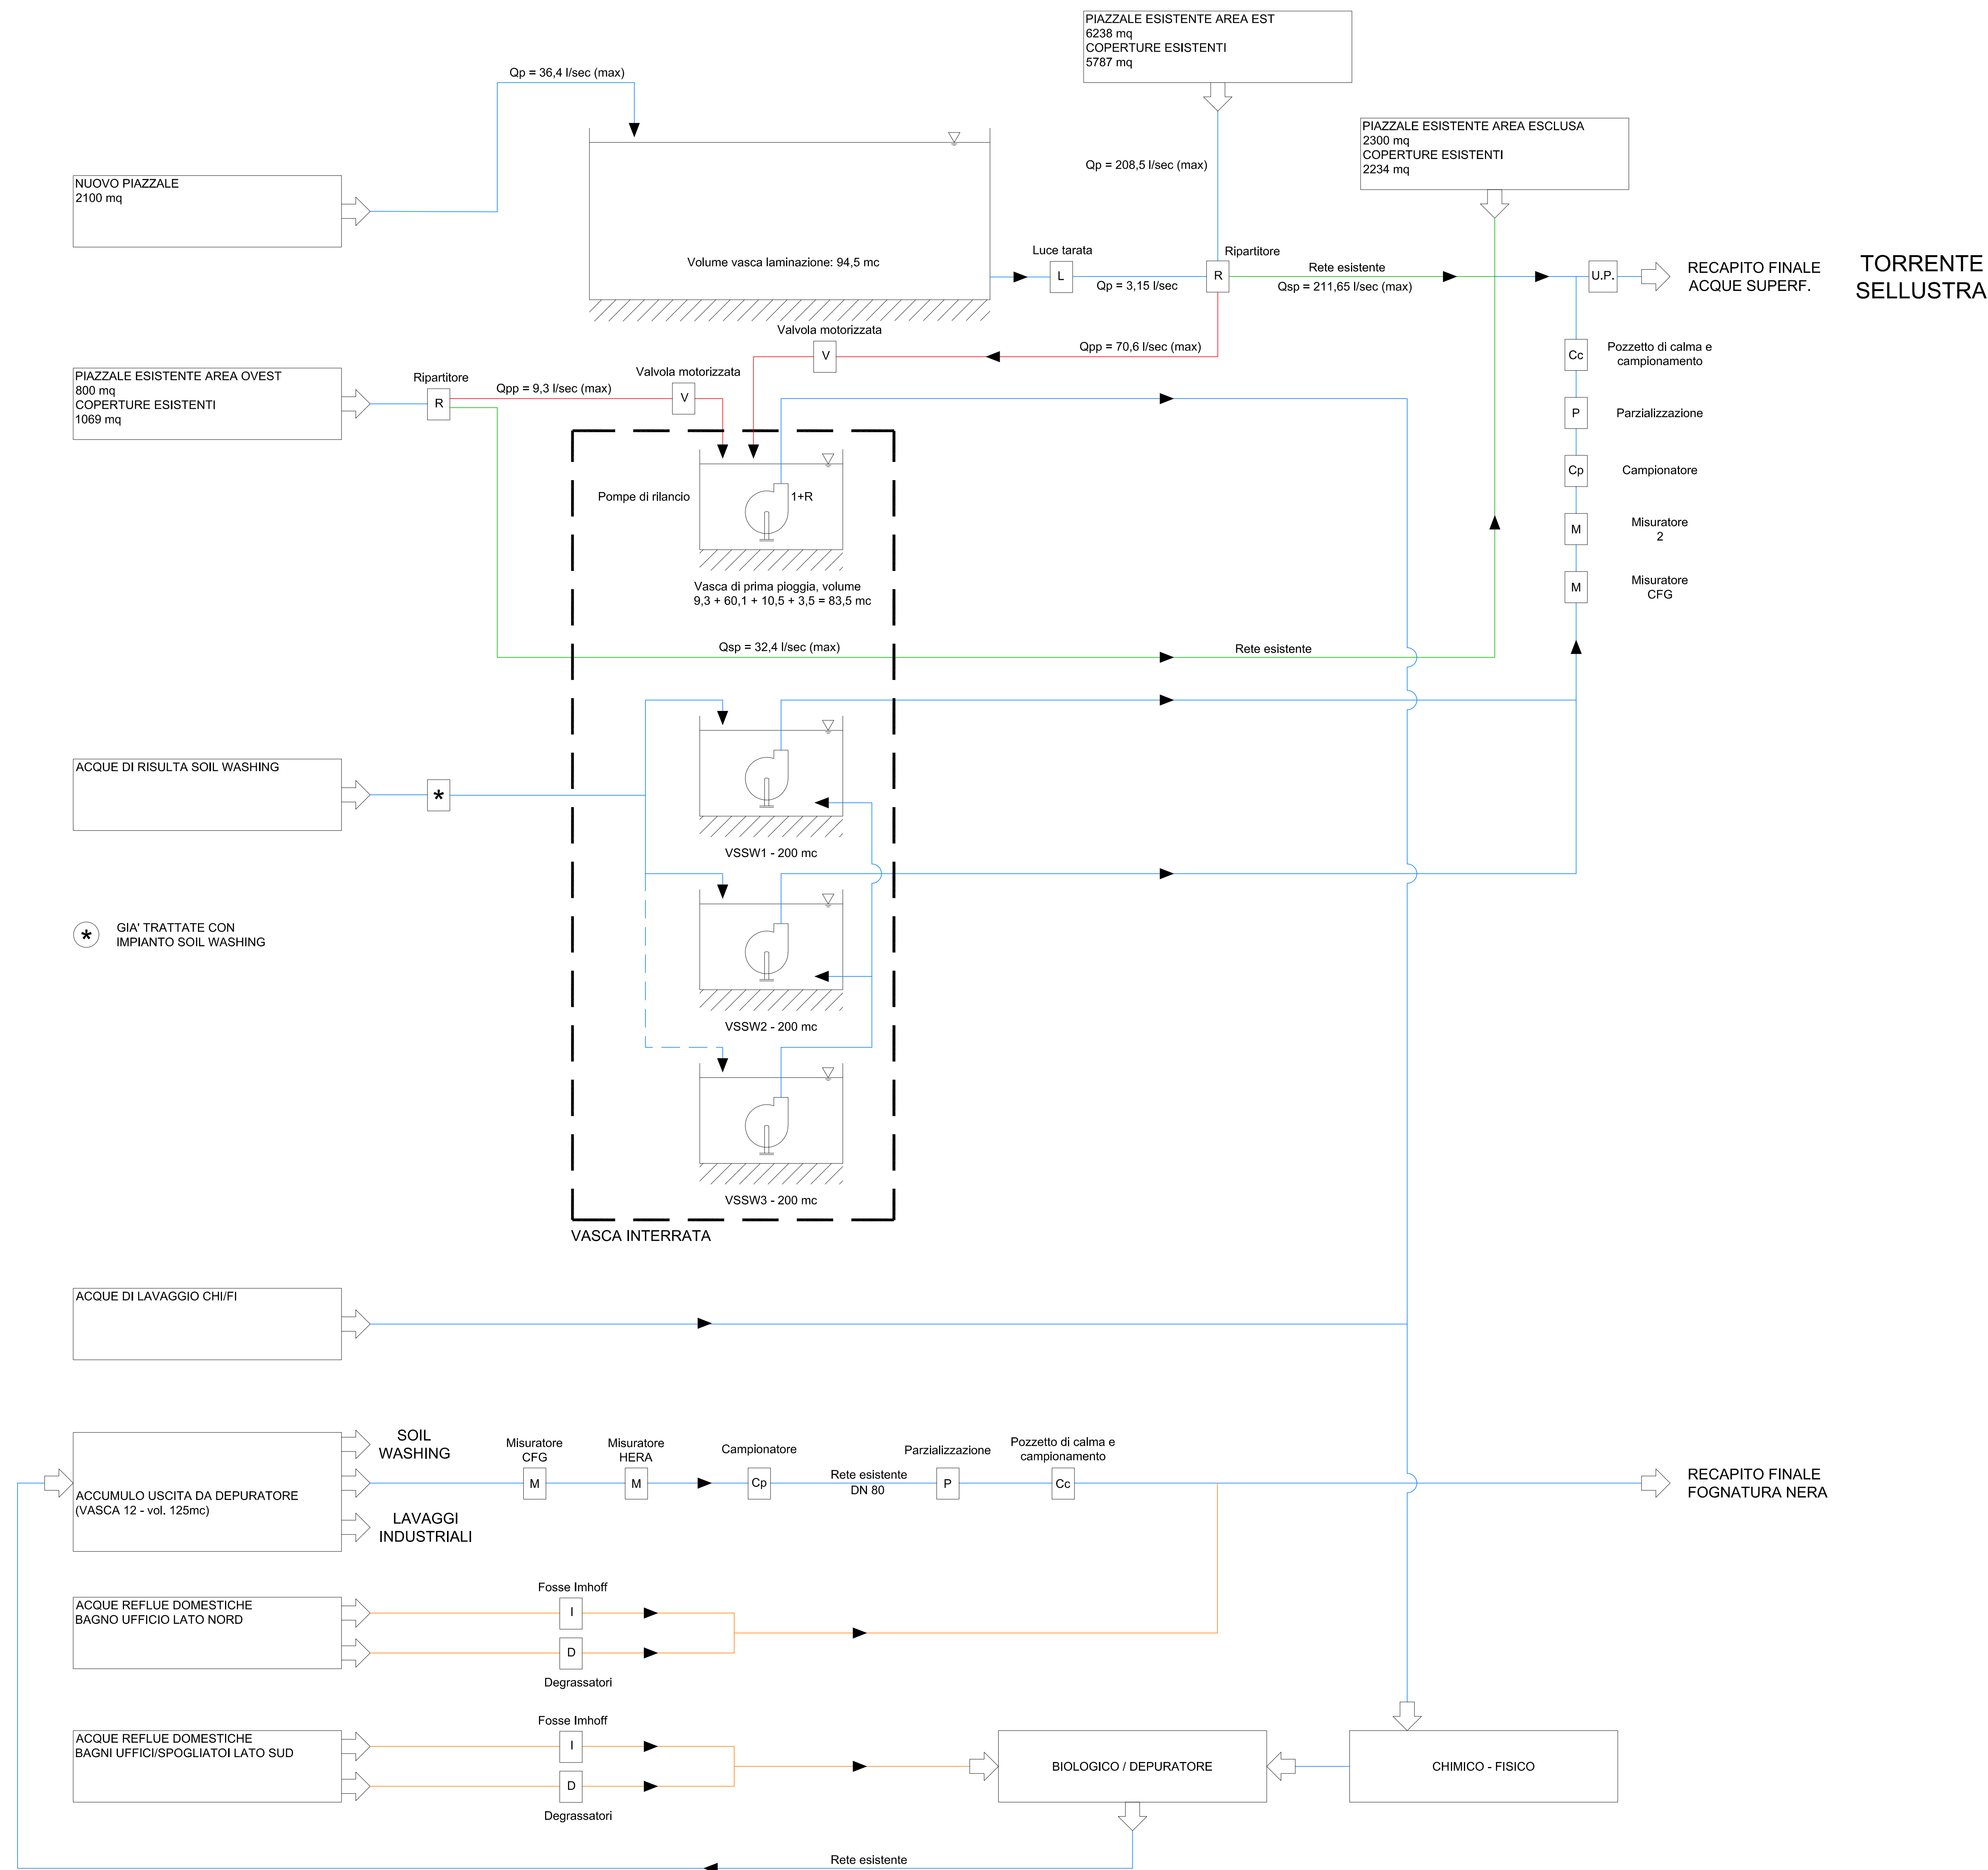 PIAZZALE ESISTENTE AREA EST
6238 mq
COPERTURE ESISTENTI
5787 mq
Qp = 36,4 l/sec (max)
PIAZZALE ESISTENTE AREA ESCLUSA
2300 mq
COPERTURE ESISTENTI
2234 mq
Qp = 208,5 l/sec (max)
NUOVO PIAZZALE
2100 mq
Volume vasca laminazione: 94,5 mc
Luce tarata
L
Qp = 3,15 l/sec
Ripartitore
R
Rete esistente
Qsp = 211,65 l/sec (max)
U.P.
RECAPITO FINALE
ACQUE SUPERF.
TORRENTE
SELLUSTRA
Valvola motorizzata
V
Qpp = 70,6 l/sec (max)
Cc
Pozzetto di calma e
campionamento
PIAZZALE ESISTENTE AREA OVEST
800 mq
COPERTURE ESISTENTI
1069 mq
Ripartitore
R
Qpp = 9,3 l/sec (max)
Valvola motorizzata
V
P
Parzializzazione
Cp
Campionatore
Pompe di rilancio
1+R
M
Misuratore
2
M
Misuratore
CFG
Vasca di prima pioggia, volume
9,3 + 60,1 + 10,5 + 3,5 = 83,5 mc
Qsp = 32,4 l/sec (max)
Rete esistente
ACQUE DI RISULTA SOIL WASHING
*
VSSW1 - 200 mc
*
GIA' TRATTATE CON
IMPIANTO SOIL WASHING
VSSW2 - 200 mc
VSSW3 - 200 mc
VASCA INTERRATA
ACQUE DI LAVAGGIO CHI/FI
ACCUMULO USCITA DA DEPURATORE
(VASCA 12 - vol. 125mc)
SOIL
WASHING
LAVAGGI
INDUSTRIALI
Misuratore
CFG
M
Misuratore
HERA
M
Campionatore
Cp
Rete esistente
DN 80
Parzializzazione
P
Pozzetto di calma e
campionamento
Cc
RECAPITO FINALE
FOGNATURA NERA
ACQUE REFLUE DOMESTICHE
BAGNO UFFICIO LATO NORD
Fosse Imhoff
I
D
Degrassatori
ACQUE REFLUE DOMESTICHE
BAGNI UFFICI/SPOGLIATOI LATO SUD
Fosse Imhoff
I
D
Degrassatori
BIOLOGICO / DEPURATORE
CHIMICO - FISICO
Rete esistente